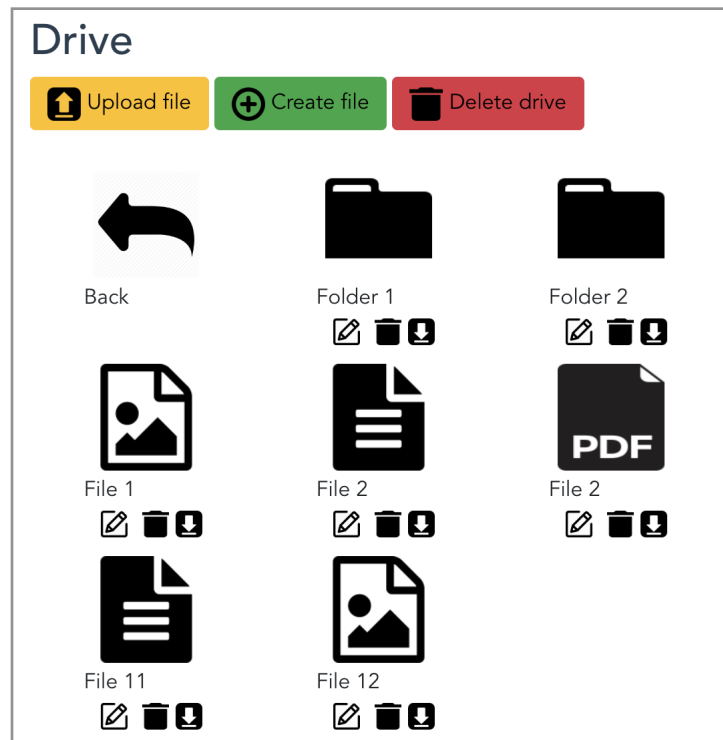 Drive
Upload file Create file Delete drive
Back Folder 1 Folder 2
PDF
File 1 File 2 File 2
File 11 File 12